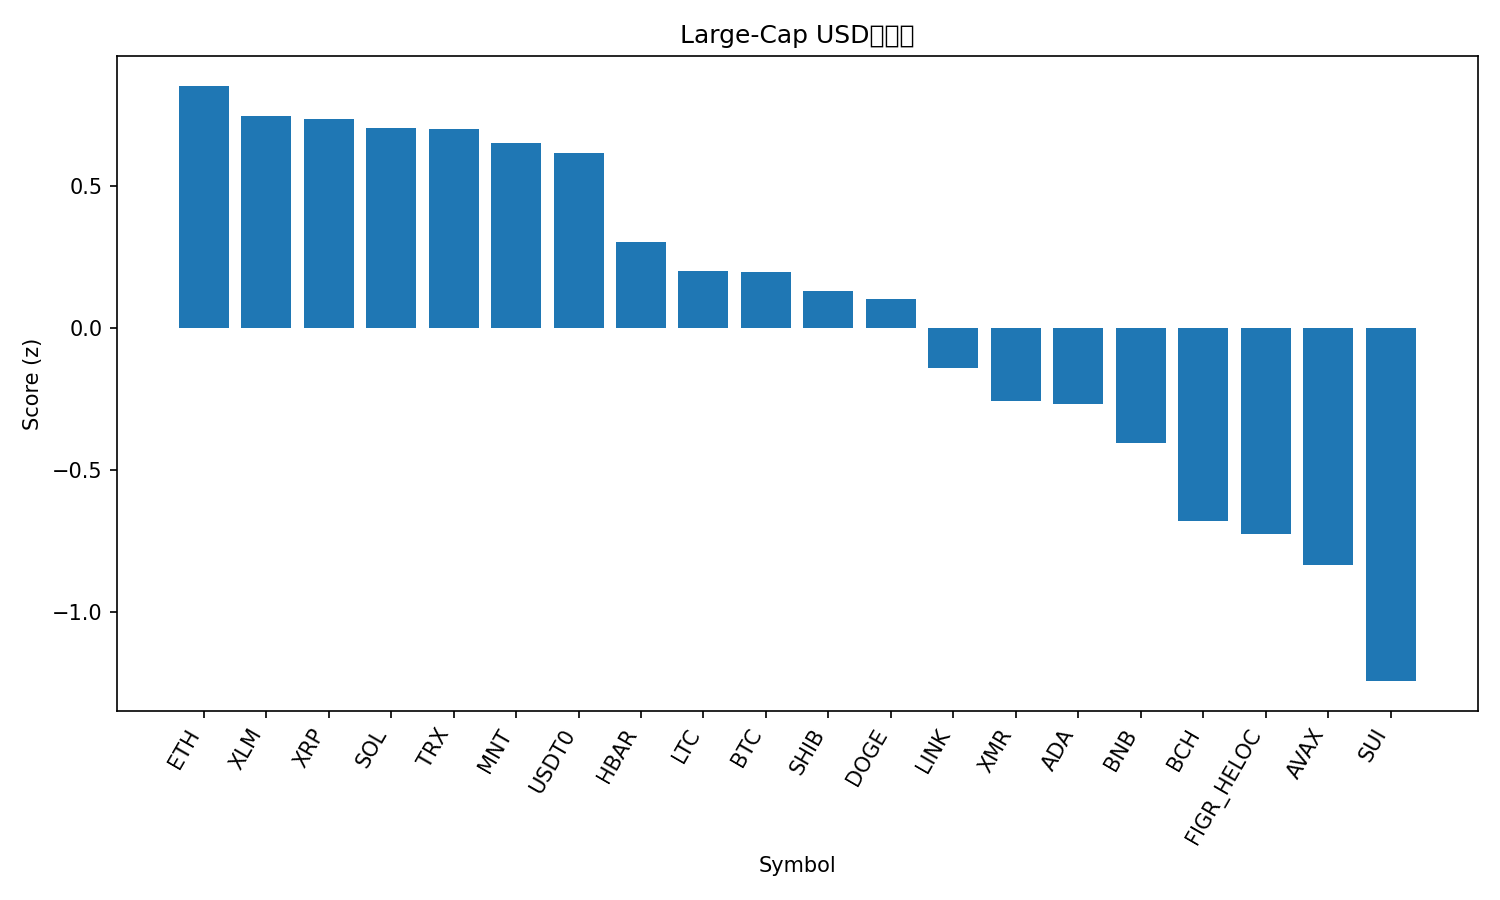 Large-Cap USD
Score (z)
0.5
0.0
−0.5
−1.0
ETH
XLM
XRP
SOL
TRX
MNT
USDT0
HBAR
LTC
BTC
SHIB
DOGE
LINK
XMR
ADA
BNB
BCH
FIGR_HELOC
AVAX
SUI
Symbol